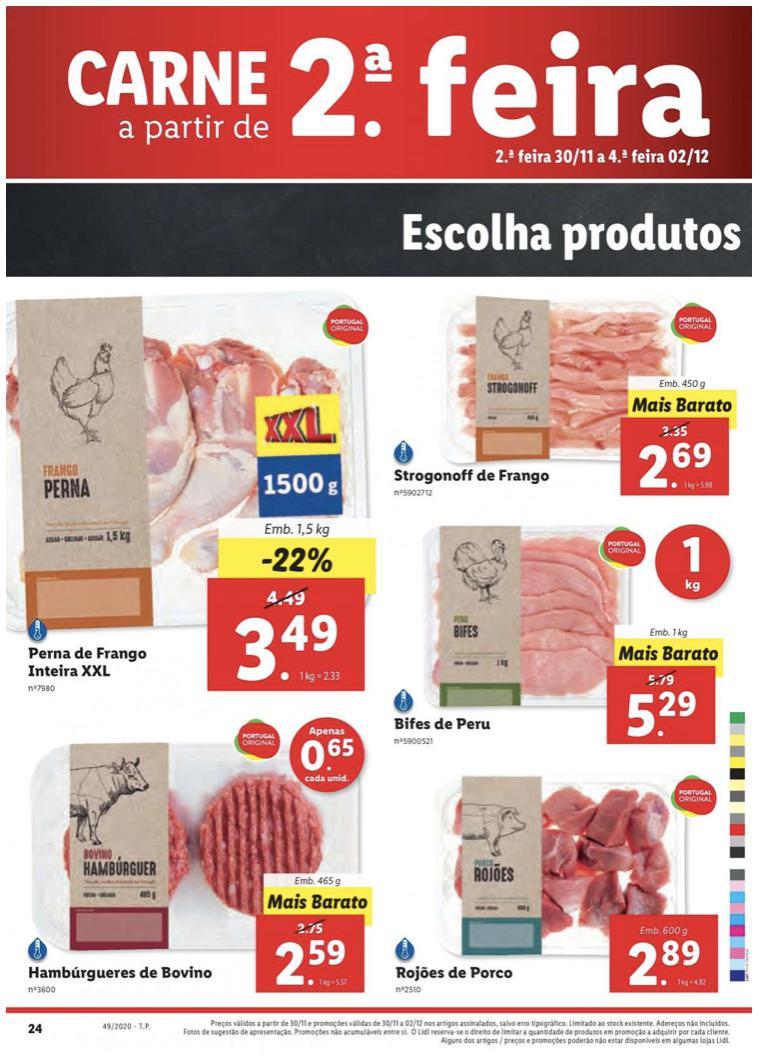 CARNE
a partir de
2.ª feira
2.ª feira 30/11 a 4.ª feira 02/12
Escolha produtos
PORTUGAL
ORIGINAL
FRANGO
PERNA
1,5 kg
XXL
1500 g
Emb. 1,5 kg
-22%
4.49
3.49
1 kg = 2.33
Perna de Frango
Inteira XXL
nº7980
PORTUGAL
ORIGINAL
FRANGO
STROGONOFF
450 g
Emb. 450 g
Mais Barato
3.35
2.69
1 kg = 5.98
Strogonoff de Frango
nº5902712
PORTUGAL
ORIGINAL
1
kg
PERU
BIFES
1 kg
Emb. 1 kg
Mais Barato
5.79
5.29
Bifes de Peru
nº5900521
PORTUGAL
ORIGINAL
Apenas
0.65
cada unid.
BOVINO
HAMBÚRGUER
465 g
Emb. 465 g
Mais Barato
2.75
2.59
1 kg = 5.57
Hambúrgueres de Bovino
nº3600
PORTUGAL
ORIGINAL
PORCO
ROJÕES
600 g
Emb. 600 g
2.89
1 kg = 4.82
Rojões de Porco
nº2510
24
49/2020 - T.P.
Preços válidos a partir de 30/11 e promoções válidas de 30/11 a 02/12 nos artigos assinalados, salvo erro tipográfico. Limitado ao stock existente. Adereços não incluídos.
Fotos de sugestão de apresentação. Promoções não acumuláveis entre si. O Lidl reserva-se o direito de limitar a quantidade de produtos em promoção a adquirir por cada cliente.
Alguns dos artigos / preços e promoções poderão não estar disponíveis em algumas lojas Lidl.